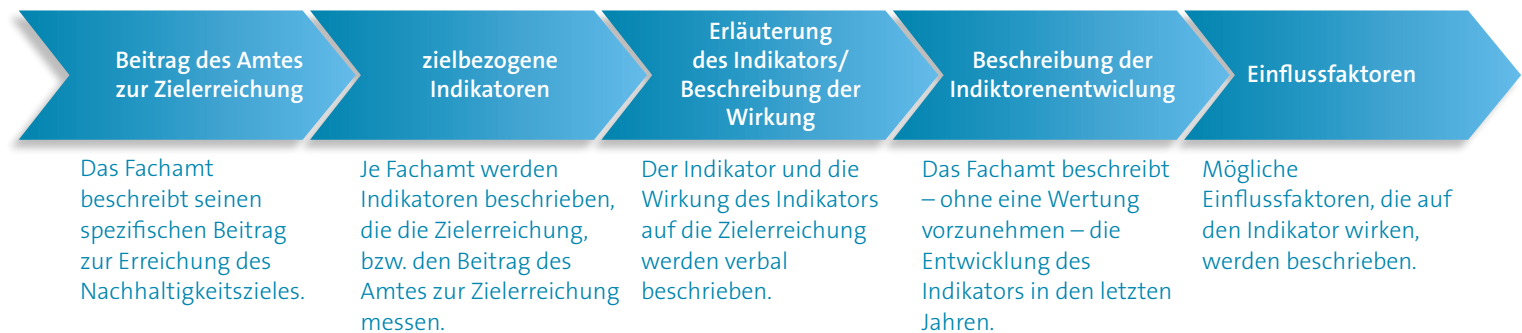 Beitrag des Amtes
zur Zielerreichung
zielbezogene
Indikatoren
Erläuterung
des Indikators/
Beschreibung der
Wirkung
Beschreibung der
Indiktorenentwiclung
Einflussfaktoren
Das Fachamt
beschreibt seinen
spezifischen Beitrag
zur Erreichung des
Nachhaltigkeitszieles.
Je Fachamt werden
Indikatoren beschrieben,
die die Zielerreichung,
bzw. den Beitrag des
Amtes zur Zielerreichung
messen.
Der Indikator und die
Wirkung des Indikators
auf die Zielerreichung
werden verbal
beschrieben.
Das Fachamt beschreibt
– ohne eine Wertung
vorzunehmen – die
Entwicklung des
Indikators in den letzten
Jahren.
Mögliche
Einflussfaktoren, die auf
den Indikator wirken,
werden beschrieben.